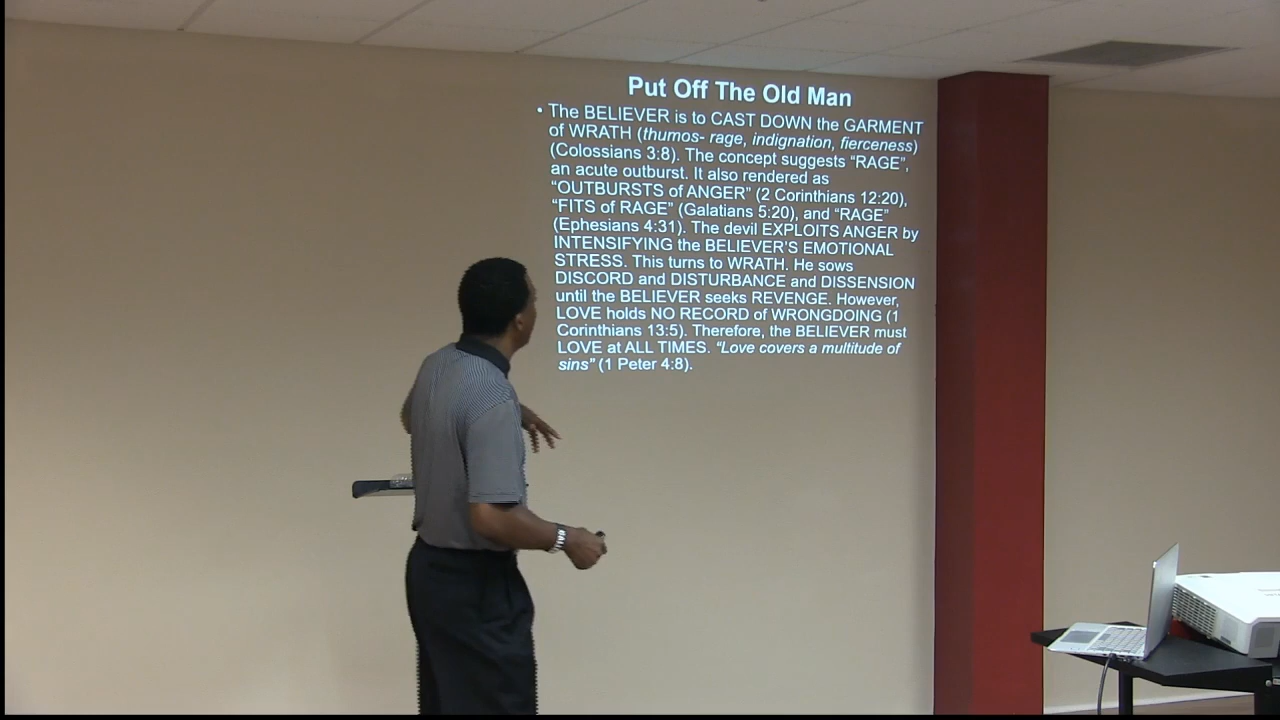 Put Off The Old Man
• The BELIEVER is to CAST DOWN the GARMENT
of WRATH (thumos- rage, indignation, fierceness)
(Colossians 3:8). The concept suggests “RAGE”,
an acute outburst. It also rendered as
“OUTBURSTS of ANGER” (2 Corinthians 12:20),
“FITS of RAGE” (Galatians 5:20), and “RAGE”
(Ephesians 4:31). The devil EXPLOITS ANGER by
INTENSIFYING the BELIEVER’S EMOTIONAL
STRESS. This turns to WRATH. He sows
DISCORD and DISTURBANCE and DISSENSION
until the BELIEVER seeks REVENGE. However,
LOVE holds NO RECORD of WRONGDOING (1
Corinthians 13:5). Therefore, the BELIEVER must
LOVE at ALL TIMES. “Love covers a multitude of
sins” (1 Peter 4:8).